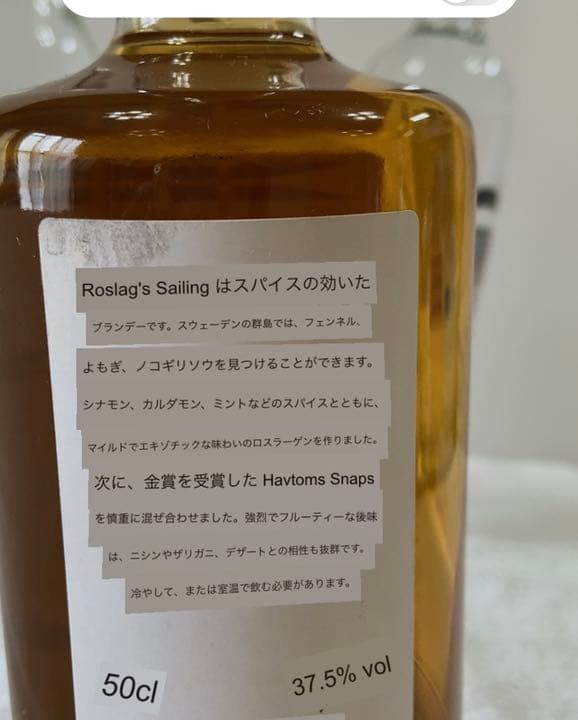 Roslag's Sailing はスパイスの効いた
ブランデーです。スウェーデンの群島では、フェンネル、
よもぎ、ノコギリソウを見つけることができます。
シナモン、カルダモン、ミントなどのスパイスとともに、
マイルドでエキゾチックな味わいのロスラーゲンを作りました。
次に、金賞を受賞した Havtorns Snaps
を慎重に混ぜ合わせました。強烈でフルーティーな後味
は、ニシンやザリガニ、デザートとの相性も抜群です。
冷やして、または室温で飲む必要があります。
50cl
37.5% vol